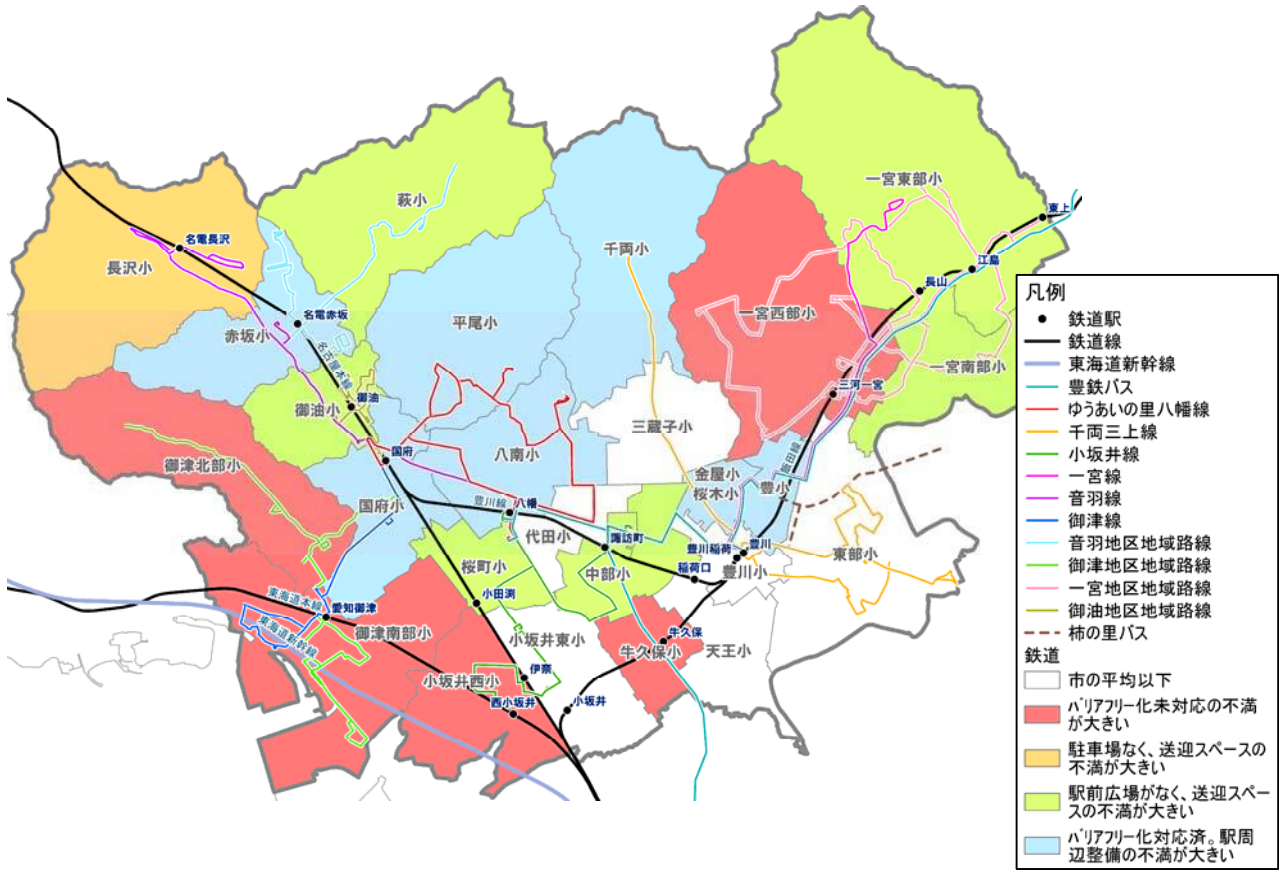 一宮東部小
萩小
東上
千両小
名電長沢
江島
長沢小
長山
凡例
鉄道駅
一宮西部小
名電赤坂
平尾小
赤坂小
鉄道線
名古屋本線
東海道新幹線
一宮南部小
豊鉄バス
三河一宮
御油
ゆうあいの里八幡線
御油小
三蔵子小
千両三上線
八南小
国府
小坂井線
飯田線
御津北部小
金屋小
桜木小
豊小
一宮線
音羽線
国府小
豊川線
八幡
御津線
代田小
諏訪町
豊川稲荷
豊川
東部小
音羽地区地域路線
桜町小
中部小
稲荷口
豊川小
御津地区地域路線
小田渕
東海道本線
愛知御津
一宮地区地域路線
東海道新幹線
御津南部小
小坂井東小
牛久保
牛久保小
天王小
御油地区地域路線
柿の里バス
鉄道
伊奈
小坂井西小
西小坂井
小坂井
市の平均以下
バリアフリー化未対応の不満
が大きい
駐車場なく、送迎スペースの
不満が大きい
駅前広場がなく、送迎スペー
スの不満が大きい
バリアフリー化対応済。駅周
辺整備の不満が大きい